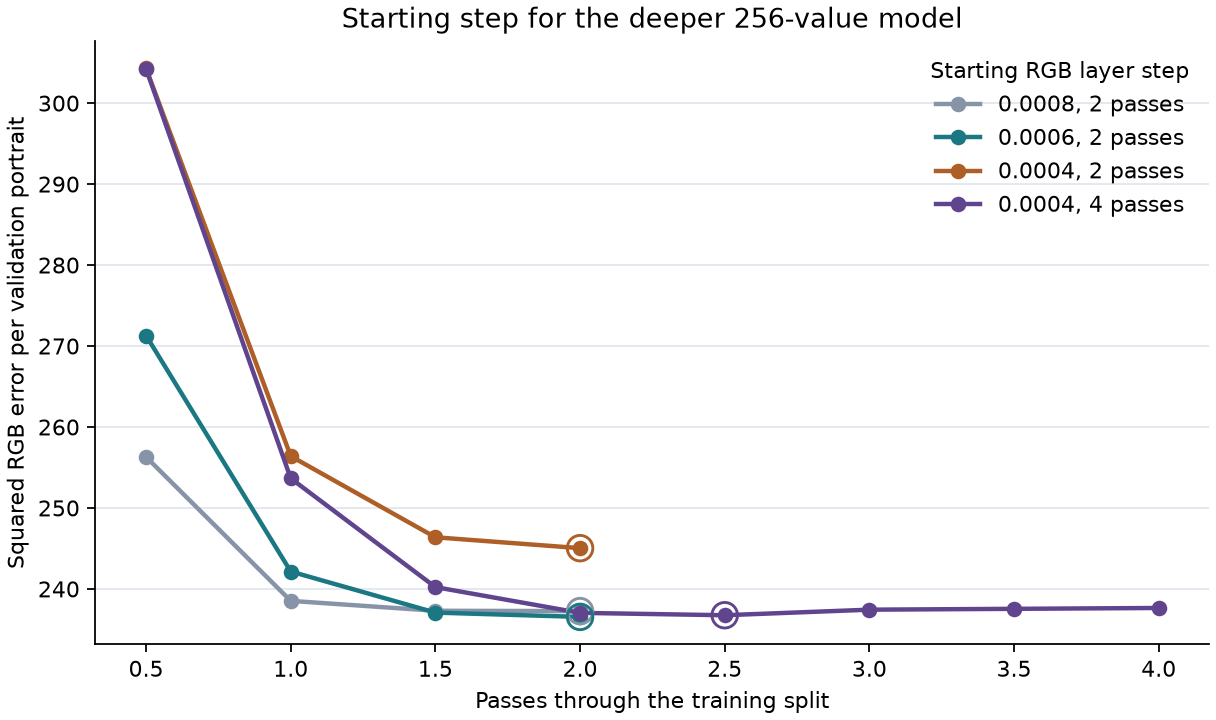 Starting step for the deeper 256-value model
Squared RGB error per validation portrait
300
290
280
270
260
250
240
Starting RGB layer step
0.0008, 2 passes
0.0006, 2 passes
0.0004, 2 passes
0.0004, 4 passes
0.5 1.0 1.5 2.0 2.5 3.0 3.5 4.0
Passes through the training split